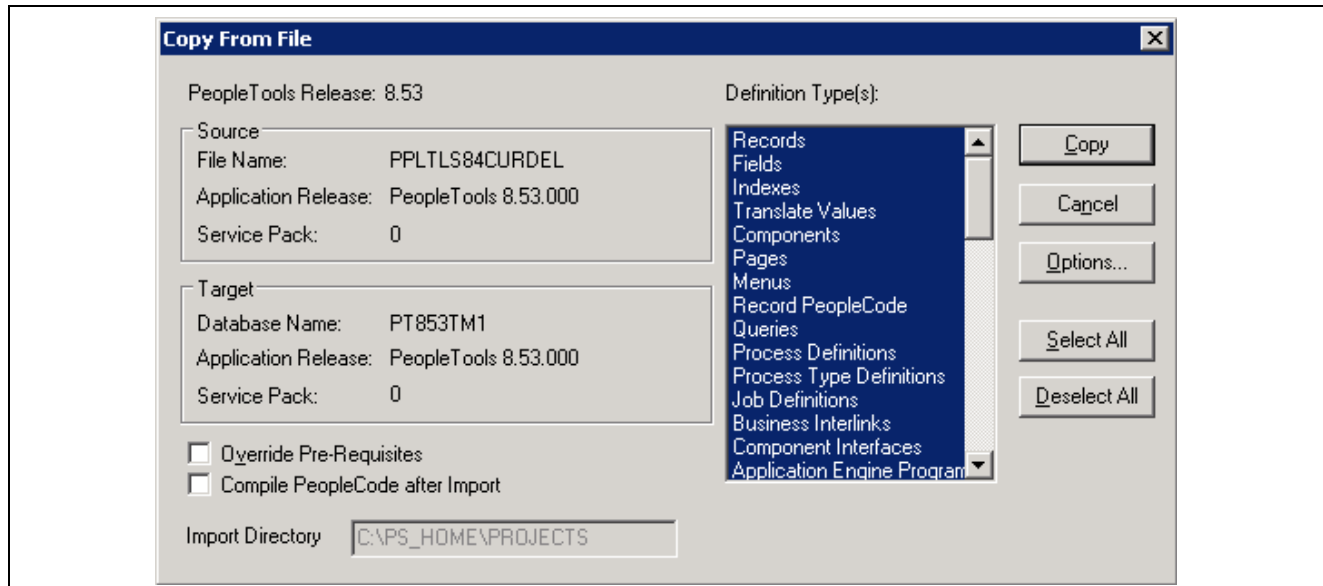 Copy From File
PeopleTools Release: 8.53
Source
File Name: PPLTLS84CURDEL
Application Release: PeopleTools 8.53.000
Service Pack: 0
Target
Database Name: PT853TM1
Application Release: PeopleTools 8.53.000
Service Pack: 0
Override Pre-Requisites
Compile PeopleCode after Import
Import Directory C:\PS_HOME\PROJECTS
Definition Type(s):
Records
Fields
Indexes
Translate Values
Components
Pages
Menus
Record PeopleCode
Queries
Process Definitions
Process Type Definitions
Job Definitions
Business Interlinks
Component Interfaces
Application Engine Program
Copy
Cancel
Options...
Select All
Deselect All